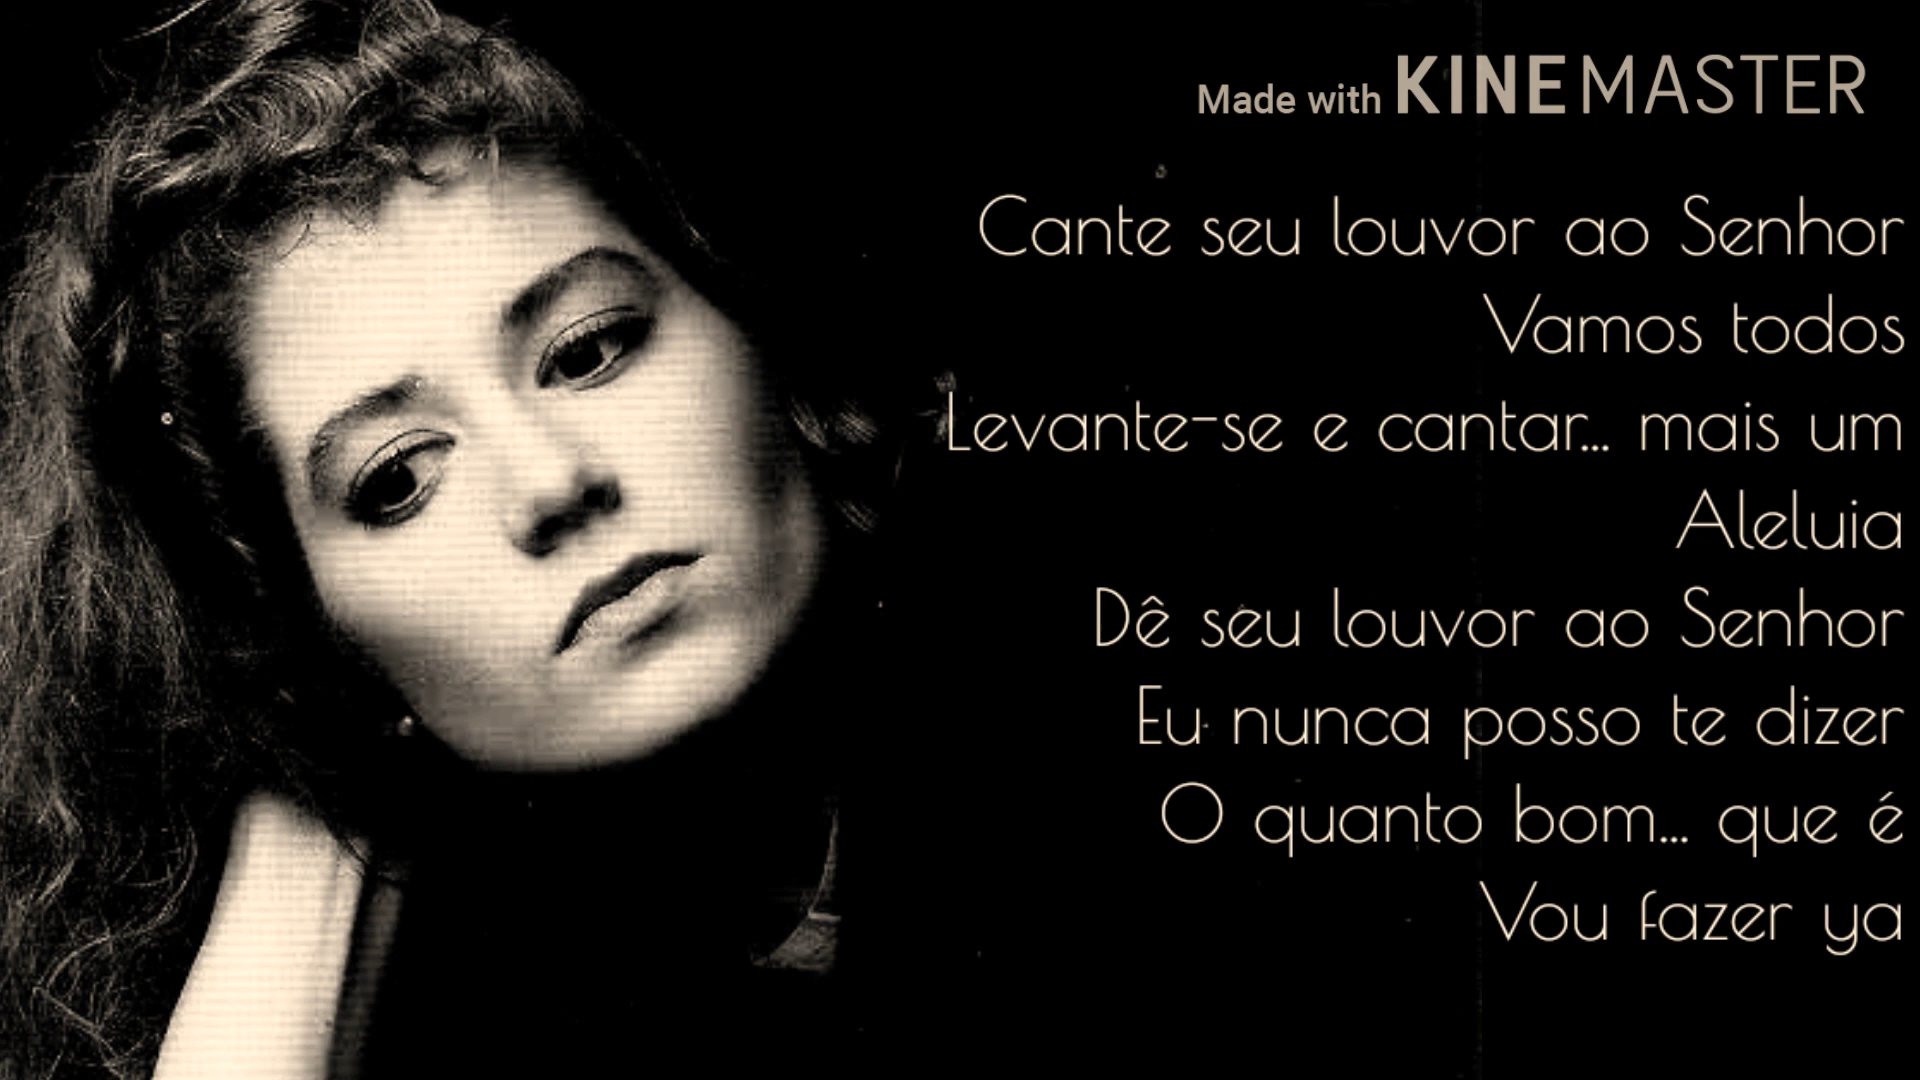 Made with KINEMASTER
Cante seu louvor ao Senhor
Vamos todos
Levante-se e cantar... mais um
Aleluia
Dê seu louvor ao Senhor
Eu nunca posso te dizer
O quanto bom... que é
Vou fazer ya